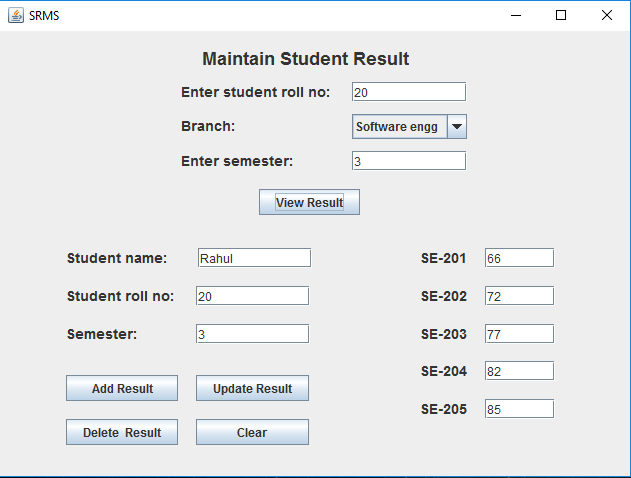 SRMS
Maintain Student Result
Enter student roll no: 20
Branch: Software engg
Enter semester: 3
View Result
Student name: Rahul
Student roll no: 20
Semester: 3
Add Result Update Result
Delete Result Clear
SE-201 66
SE-202 72
SE-203 77
SE-204 82
SE-205 85